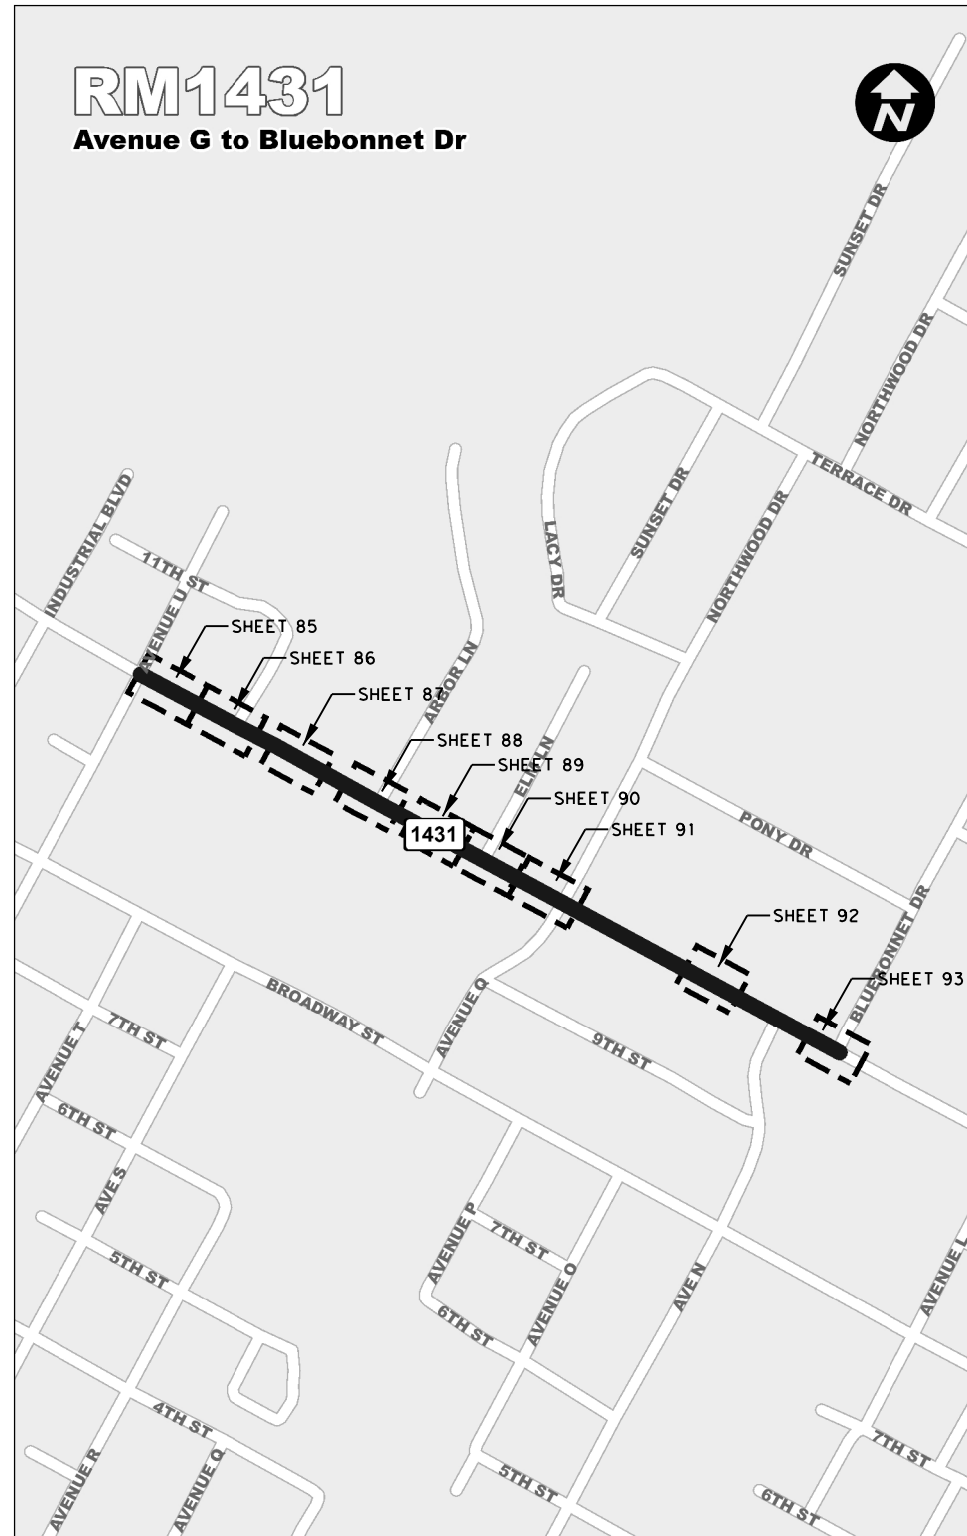 RM1431
Avenue G to Bluebonnet Dr
N
SUNSET DR
NORTHWOOD DR
TERRACE DR
SUNSET DR
NORTHWOOD DR
LACY DR
INDUSTRIAL BLVD
11TH ST
AVENUE U
SHEET 85
SHEET 86
SHEET 87
ARBOR LN
SHEET 88
SHEET 89
ELM LN
SHEET 90
SHEET 91
1431
PONY DR
SHEET 92
BLUEBONNET DR
SHEET 93
BROADWAY ST
AVENUE Q
9TH ST
AVENUE T
7TH ST
6TH ST
AVE S
5TH ST
AVENUE P
7TH ST
AVENUE O
6TH ST
AVE N
AVENUE L
4TH ST
AVENUE R
AVENUE Q
5TH ST
7TH ST
6TH ST